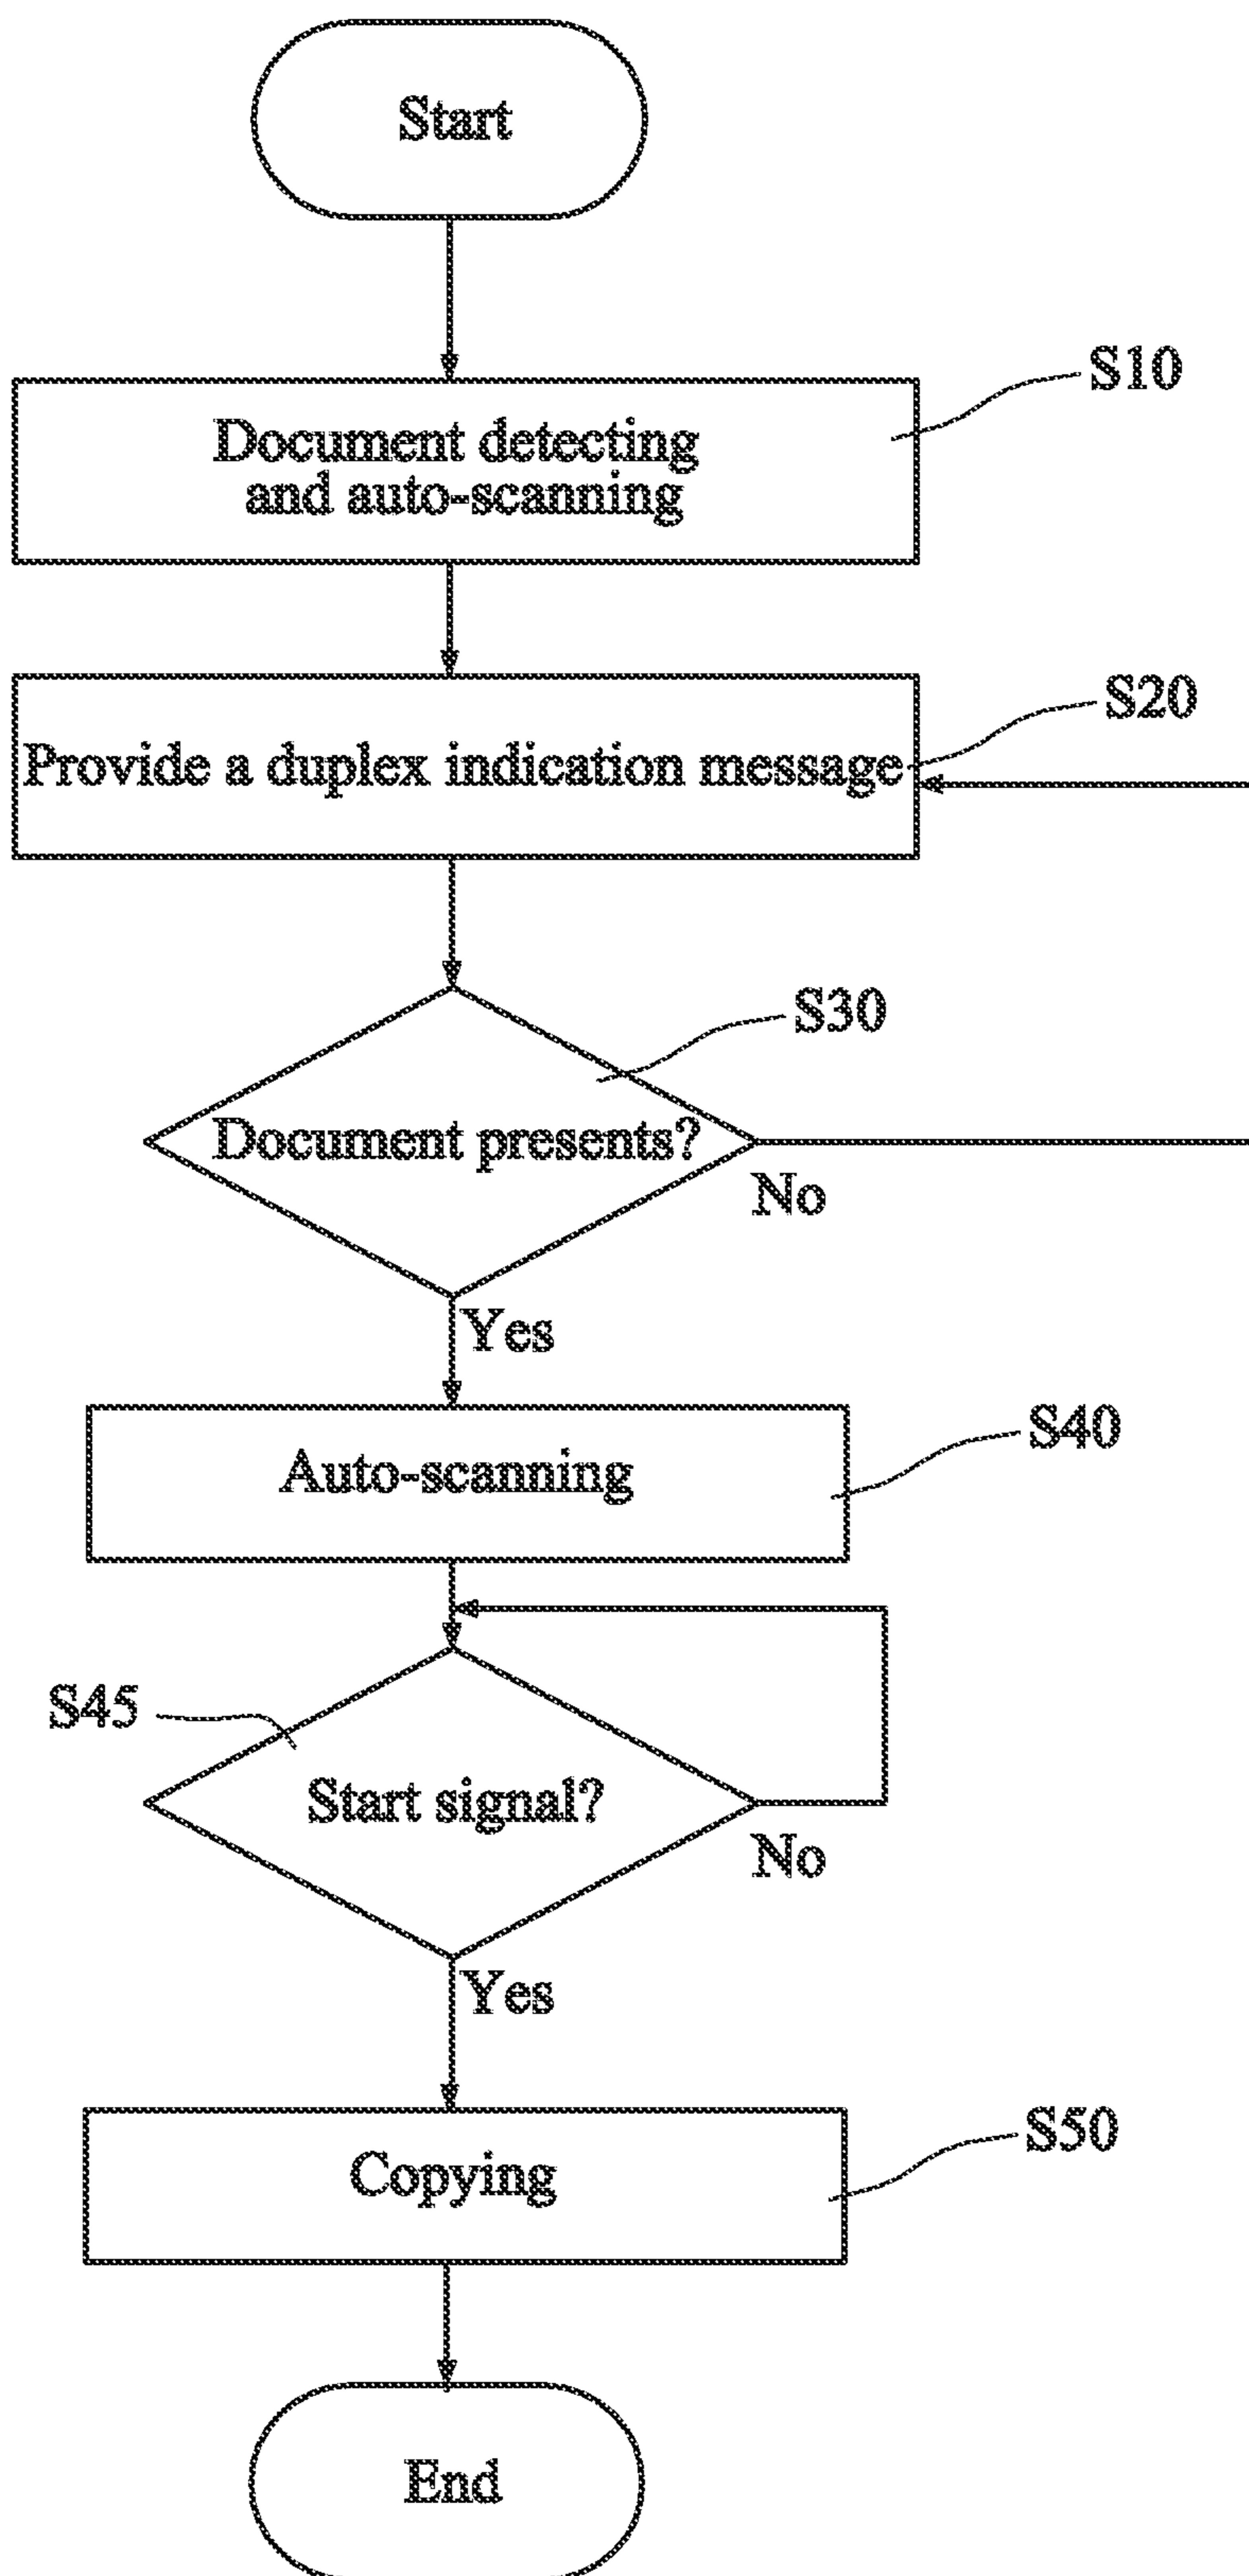 Start
S10
Document detecting
and auto-scanning
S20
Provide a duplex indication message
S30
Document presents?
No
Yes
S40
Auto-scanning
S45
Start signal?
No
Yes
S50
Copying
End